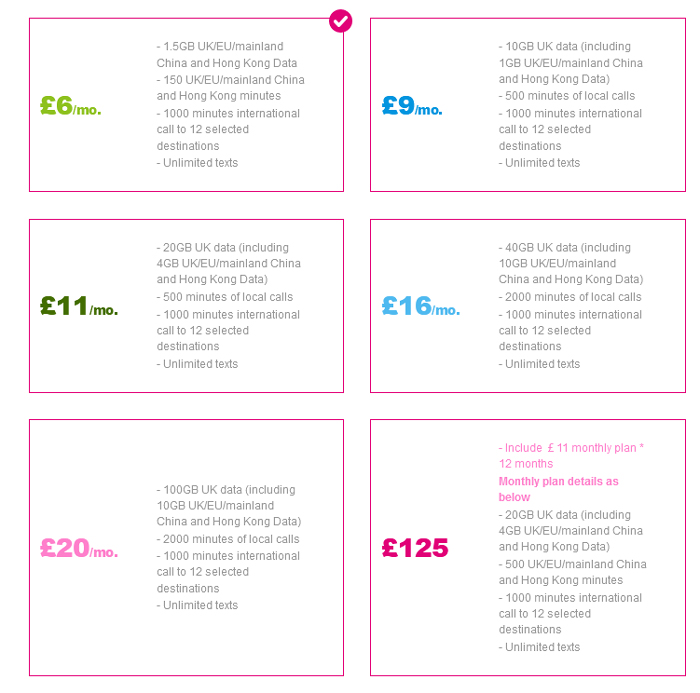 £6/mo.
- 1.5GB UK/EU/mainland
China and Hong Kong Data
- 150 UK/EU/mainland China
and Hong Kong minutes
- 1000 minutes international
call to 12 selected
destinations
- Unlimited texts
£9/mo.
- 10GB UK data (including
1GB UK/EU/mainland China
and Hong Kong Data)
- 500 minutes of local calls
- 1000 minutes international
call to 12 selected
destinations
- Unlimited texts
£11/mo.
- 20GB UK data (including
4GB UK/EU/mainland China
and Hong Kong Data)
- 500 minutes of local calls
- 1000 minutes international
call to 12 selected
destinations
- Unlimited texts
£16/mo.
- 40GB UK data (including
10GB UK/EU/mainland
China and Hong Kong Data)
- 2000 minutes of local calls
- 1000 minutes international
call to 12 selected
destinations
- Unlimited texts
£20/mo.
- 100GB UK data (including
10GB UK/EU/mainland
China and Hong Kong Data)
- 2000 minutes of local calls
- 1000 minutes international
call to 12 selected
destinations
- Unlimited texts
£125
- Include £ 11 monthly plan *
12 months
Monthly plan details as
below
- 20GB UK data (including
4GB UK/EU/mainland China
and Hong Kong Data)
- 500 UK/EU/mainland China
and Hong Kong minutes
- 1000 minutes international
call to 12 selected
destinations
- Unlimited texts